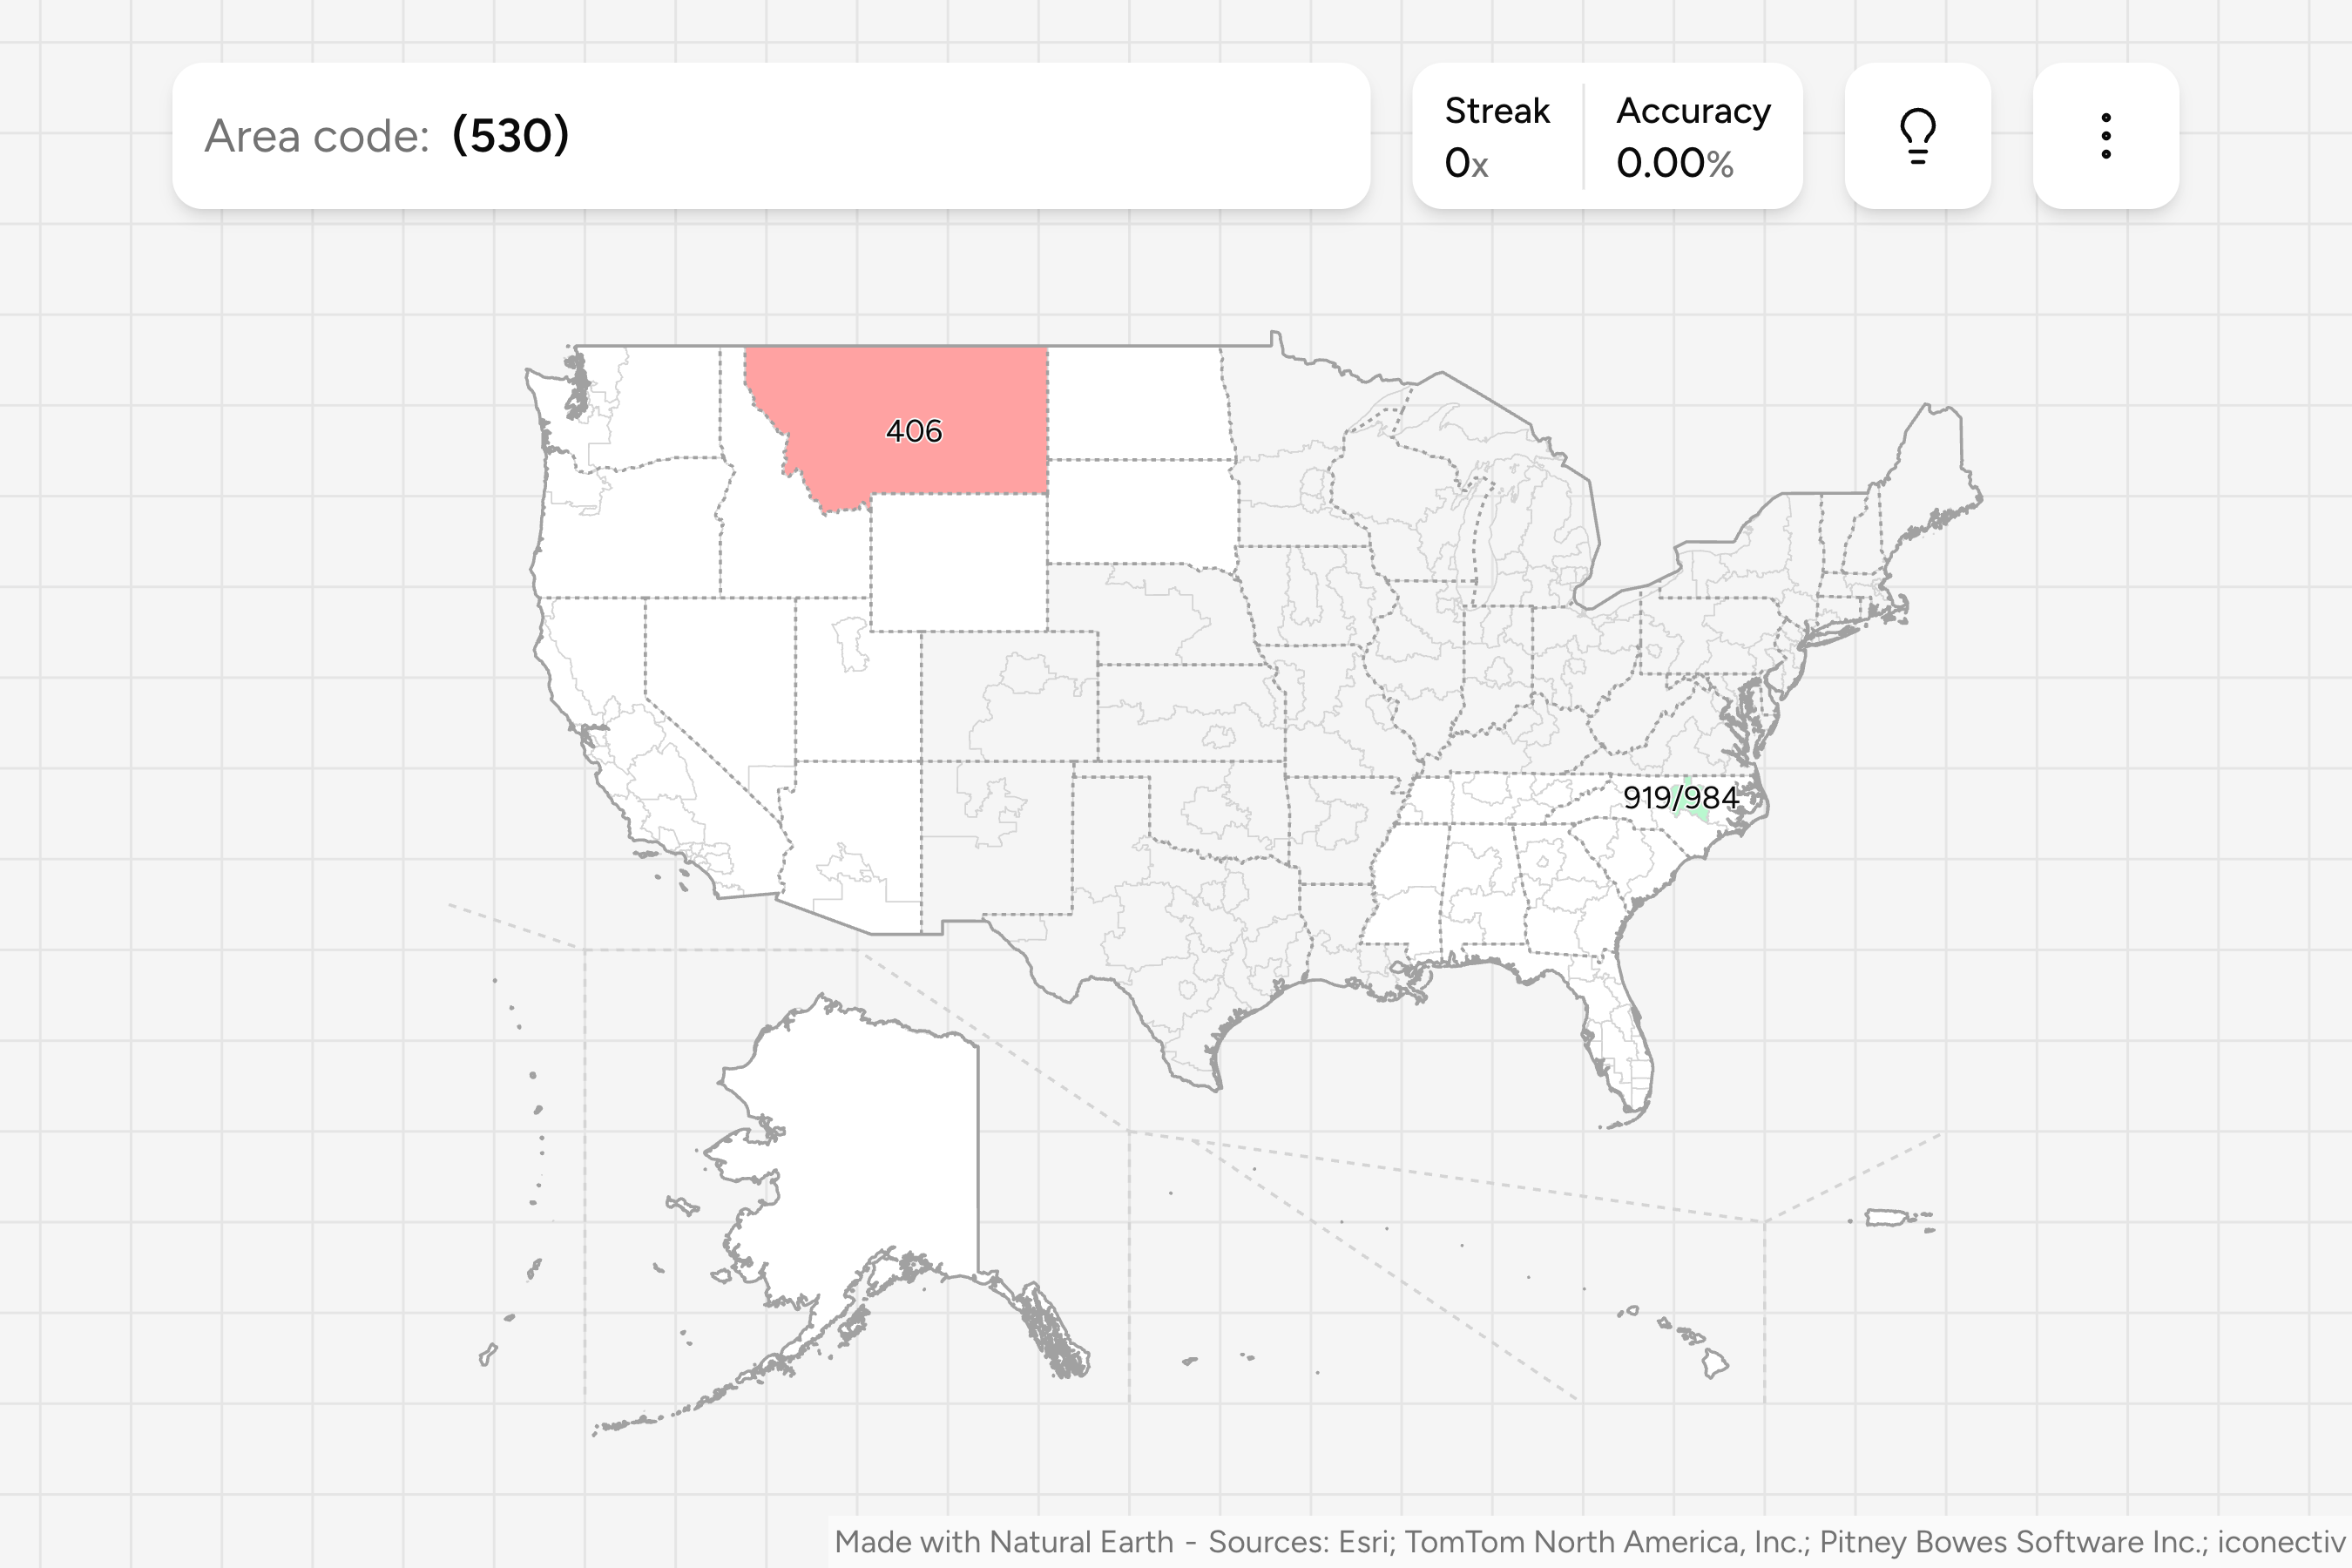 Area code: (530)
Streak
0x
Accuracy
0.00%
406
919/984
Made with Natural Earth - Sources: Esri; TomTom North America, Inc.; Pitney Bowes Software Inc.; iconectiv